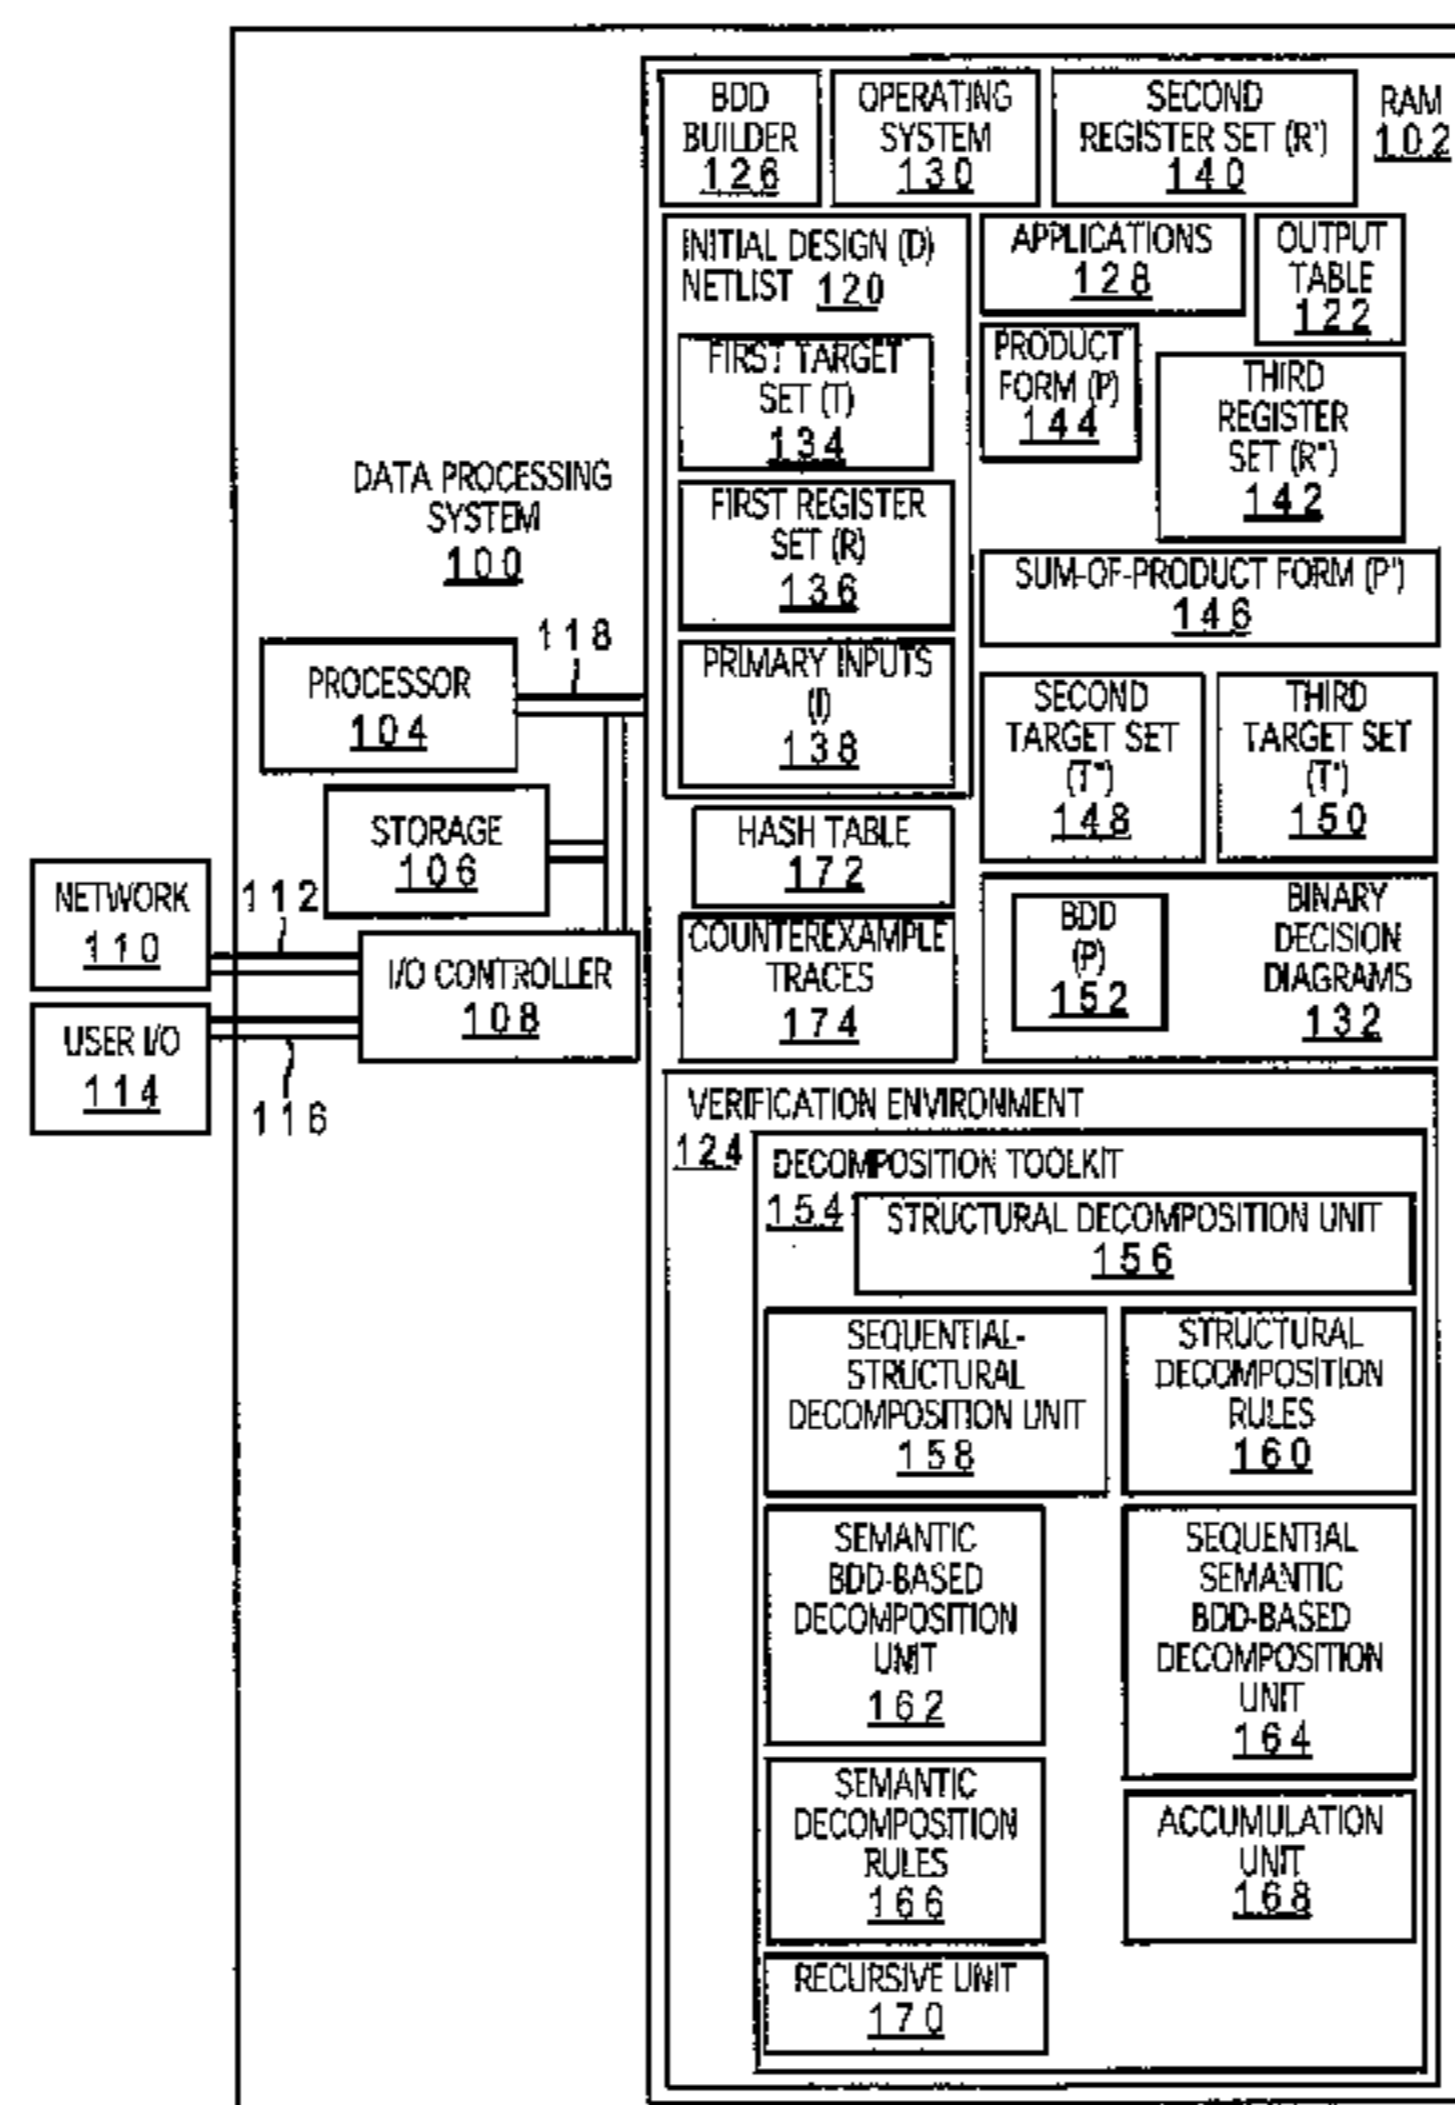 BDD
BUILDER
126
OPERATING
SYSTEM
130
SECOND
REGISTER SET (R')
140
RAM
102
INITIAL DESIGN (D)
NETLIST 120
FIRST TARGET
SET (T)
134
FIRST REGISTER
SET (R)
136
PRIMARY INPUTS
(I)
138
APPLICATIONS
128
OUTPUT
TABLE
122
PRODUCT
FORM (P)
144
THIRD
REGISTER
SET (R")
142
SUM-OF-PRODUCT FORM (P')
146
SECOND
TARGET SET
(T")
148
THIRD
TARGET SET
(T')
150
HASH TABLE
172
COUNTEREXAMPLE
TRACES
174
BDD
(P)
152
BINARY
DECISION
DIAGRAMS
132
DATA PROCESSING
SYSTEM
100
118
PROCESSOR
104
STORAGE
106
NETWORK
110
112
I/O CONTROLLER
108
USER I/O
114
116
VERIFICATION ENVIRONMENT
124
DECOMPOSITION TOOLKIT
154
STRUCTURAL DECOMPOSITION UNIT
156
SEQUENTIAL-
STRUCTURAL
DECOMPOSITION UNIT
158
STRUCTURAL
DECOMPOSITION
RULES
160
SEMANTIC
BDD-BASED
DECOMPOSITION
UNIT
162
SEQUENTIAL
SEMANTIC
BDD-BASED
DECOMPOSITION
UNIT
164
SEMANTIC
DECOMPOSITION
RULES
166
ACCUMULATION
UNIT
168
RECURSIVE UNIT
170